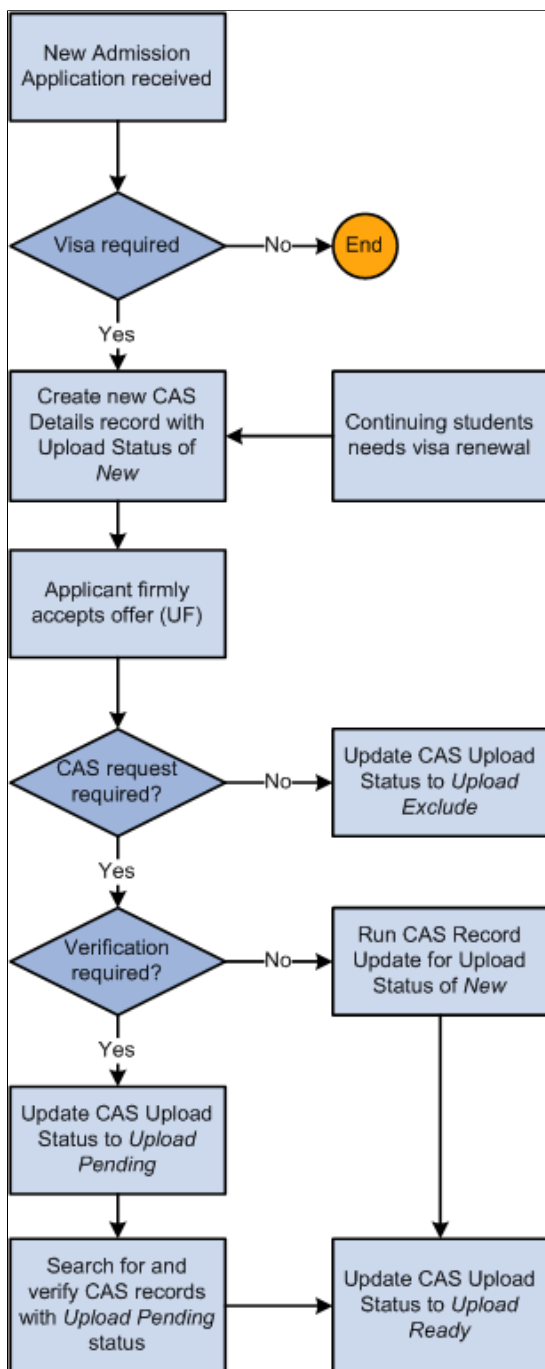 New Admission
Application received
Visa required
No
End
Yes
Create new CAS
Details record with
Upload Status of
New
Continuing students
needs visa renewal
Applicant firmly
accepts offer (UF)
CAS request
required?
No
Update CAS Upload
Status to Upload
Exclude
Yes
Verification
required?
No
Run CAS Record
Update for Upload
Status of New
Yes
Update CAS Upload
Status to Upload
Pending
Search for and
verify CAS records
with Upload Pending
status
Update CAS Upload
Status to Upload
Ready